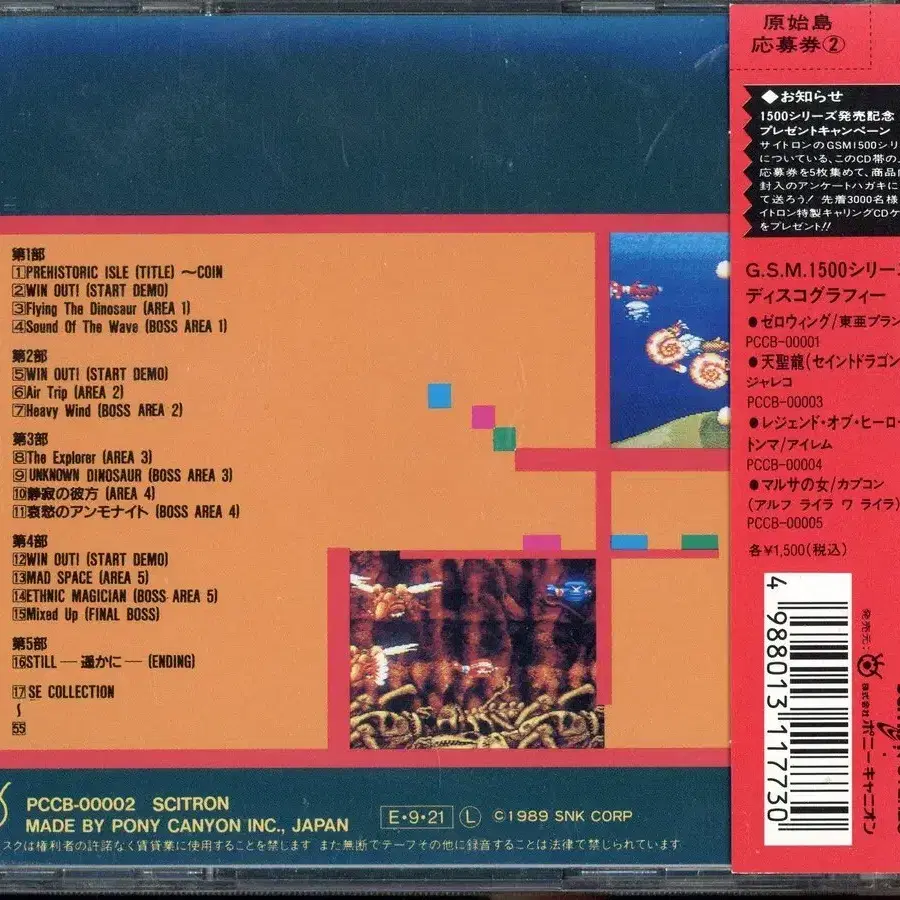 第1部
1 PREHISTORIC ISLE (TITLE) 〜COIN
2 WIN OUT! (START DEMO)
3 Flying The Dinosaur (AREA 1)
4 Sound Of The Wave (BOSS AREA 1)
第2部
5 WIN OUT! (START DEMO)
6 Air Trip (AREA 2)
7 Heavy Wind (BOSS AREA 2)
第3部
8 The Explorer (AREA 3)
9 UNKNOWN DINOSAUR (BOSS AREA 3)
10 静寂の彼方 (AREA 4)
11 哀愁のアンモナイト (BOSS AREA 4)
第4部
12 WIN OUT! (START DEMO)
13 MAD SPACE (AREA 5)
14 ETHNIC MAGICIAN (BOSS AREA 5)
15 Mixed Up (FINAL BOSS)
第5部
16 STILL ― 遥かに ― (ENDING)
17 SE COLLECTION
〜
55
PCCB-00002 SCITRON
MADE BY PONY CANYON INC., JAPAN
E・9・21 Ⓛ ©1989 SNK CORP
スクは権利者の許諾なく賃貸業に使用することを禁じます また無断でテープその他に録音することは法律で禁じられています
原始島
応募券②
◆お知らせ
1500シリーズ発売記念
プレゼントキャンペーン
サイトロンのGSM1500シリ
についている、このCD帯の
応募券を5枚集めて、商品
封入のアンケートハガキに
て送ろう! 先着3000名様
イトロン特製キャリングCDケ
をプレゼント!!
G.S.M.1500シリー
ディスコグラフィー
●ゼロウィング/東亜プラン
PCCB-00001
●天聖龍(セイントドラゴン
ジャレコ
PCCB-00003
●レジェンド・オブ・ヒーロー
トンマ/アイレム
PCCB-00004
●マルサの女/カプコン
(アルフ ライラ ワ ライラ)
PCCB-00005
各¥1,500(税込)
4 988013 117730
発売元:
株式会社 ポニーキャニオン